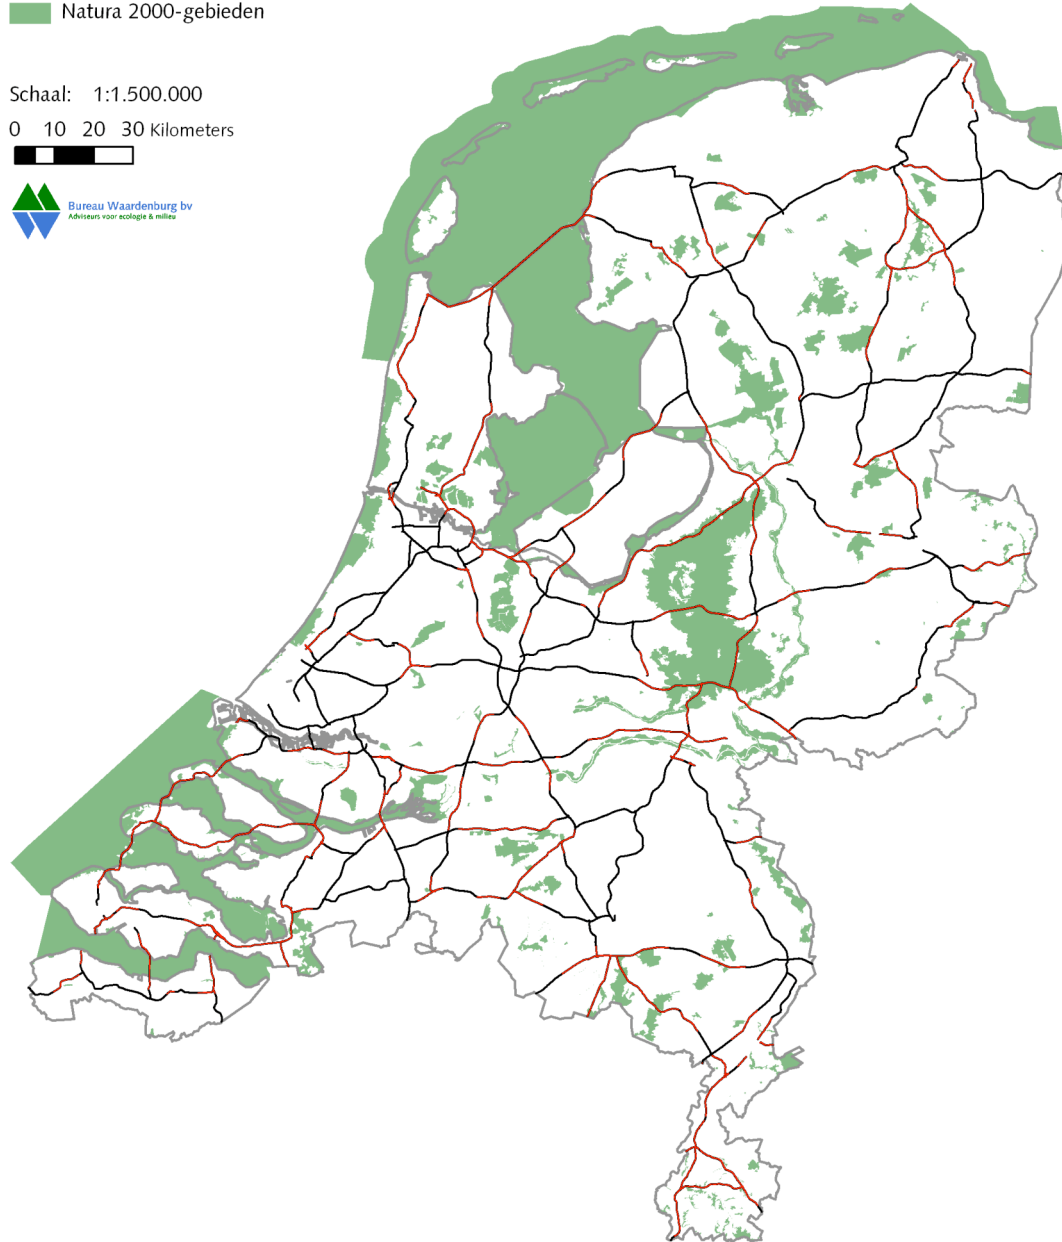 Natura 2000-gebieden
Schaal: 1:1.500.000
0 10 20 30 Kilometers
Bureau Waardenburg bv
Adviseurs voor ecologie & milieu